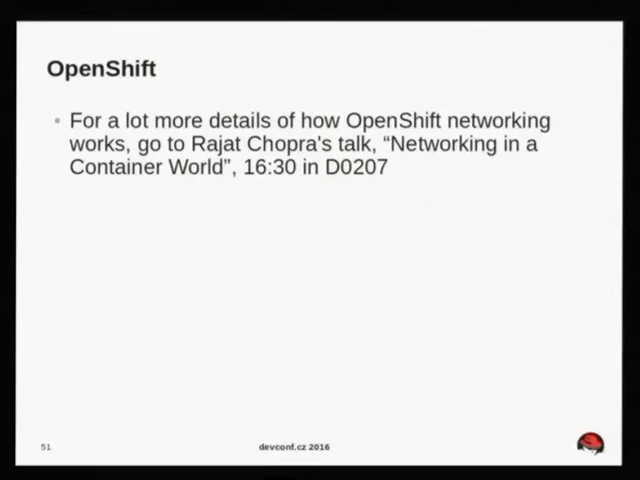 OpenShift
• For a lot more details of how OpenShift networking
works, go to Rajat Chopra's talk, “Networking in a
Container World”, 16:30 in D0207
51
devconf.cz 2016